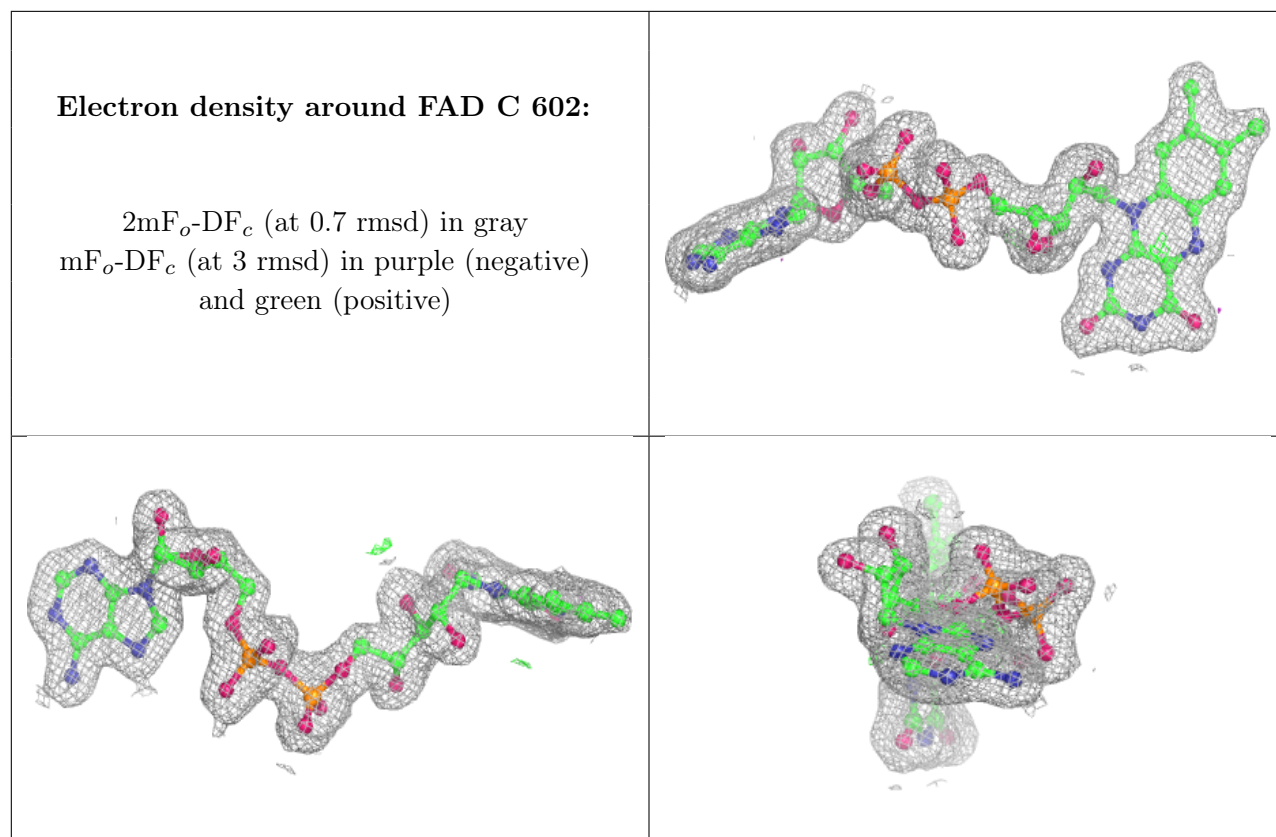 Electron density around FAD C 602:
2mFo-DFc (at 0.7 rmsd) in gray
mFo-DFc (at 3 rmsd) in purple (negative)
and green (positive)